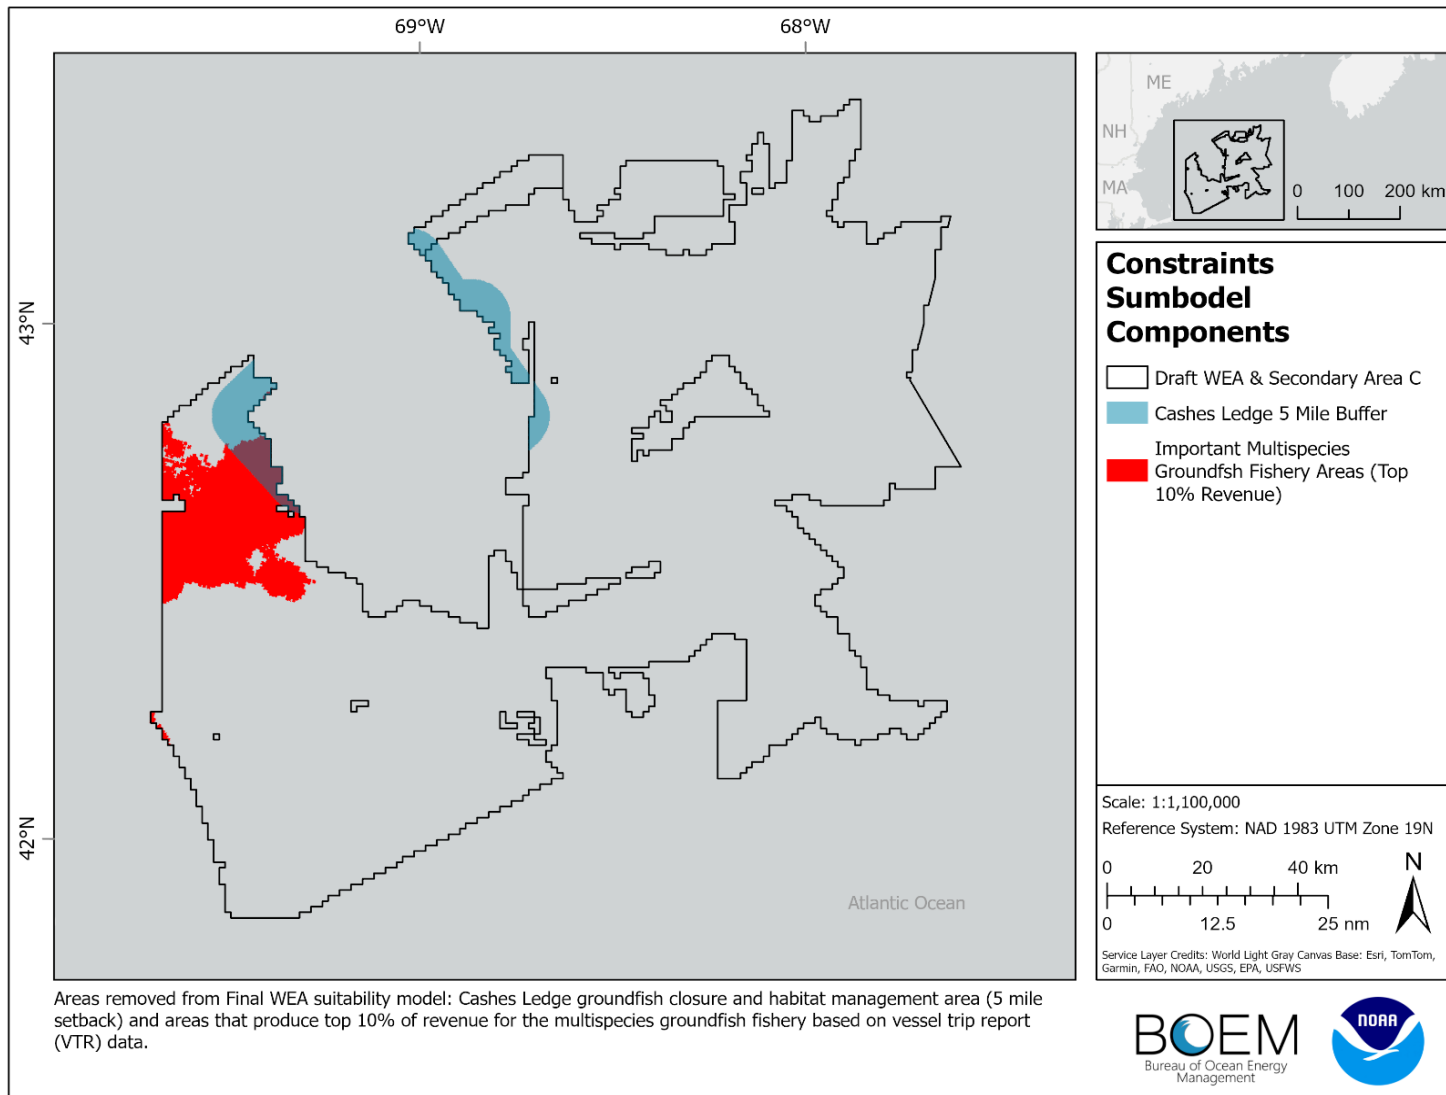 69°W
68°W
43°N
42°N
Atlantic Ocean
ME
NH
MA
0 100 200 km
Constraints
Sumbodel
Components
Draft WEA & Secondary Area C
Cashes Ledge 5 Mile Buffer
Important Multispecies
Groundfsh Fishery Areas (Top
10% Revenue)
Scale: 1:1,100,000
Reference System: NAD 1983 UTM Zone 19N
0 20 40 km
N
0 12.5 25 nm
Service Layer Credits: World Light Gray Canvas Base: Esri, TomTom,
Garmin, FAO, NOAA, USGS, EPA, USFWS
Areas removed from Final WEA suitability model: Cashes Ledge groundfish closure and habitat management area (5 mile
setback) and areas that produce top 10% of revenue for the multispecies groundfish fishery based on vessel trip report
(VTR) data.
BOEM
Bureau of Ocean Energy
Management
NOAA